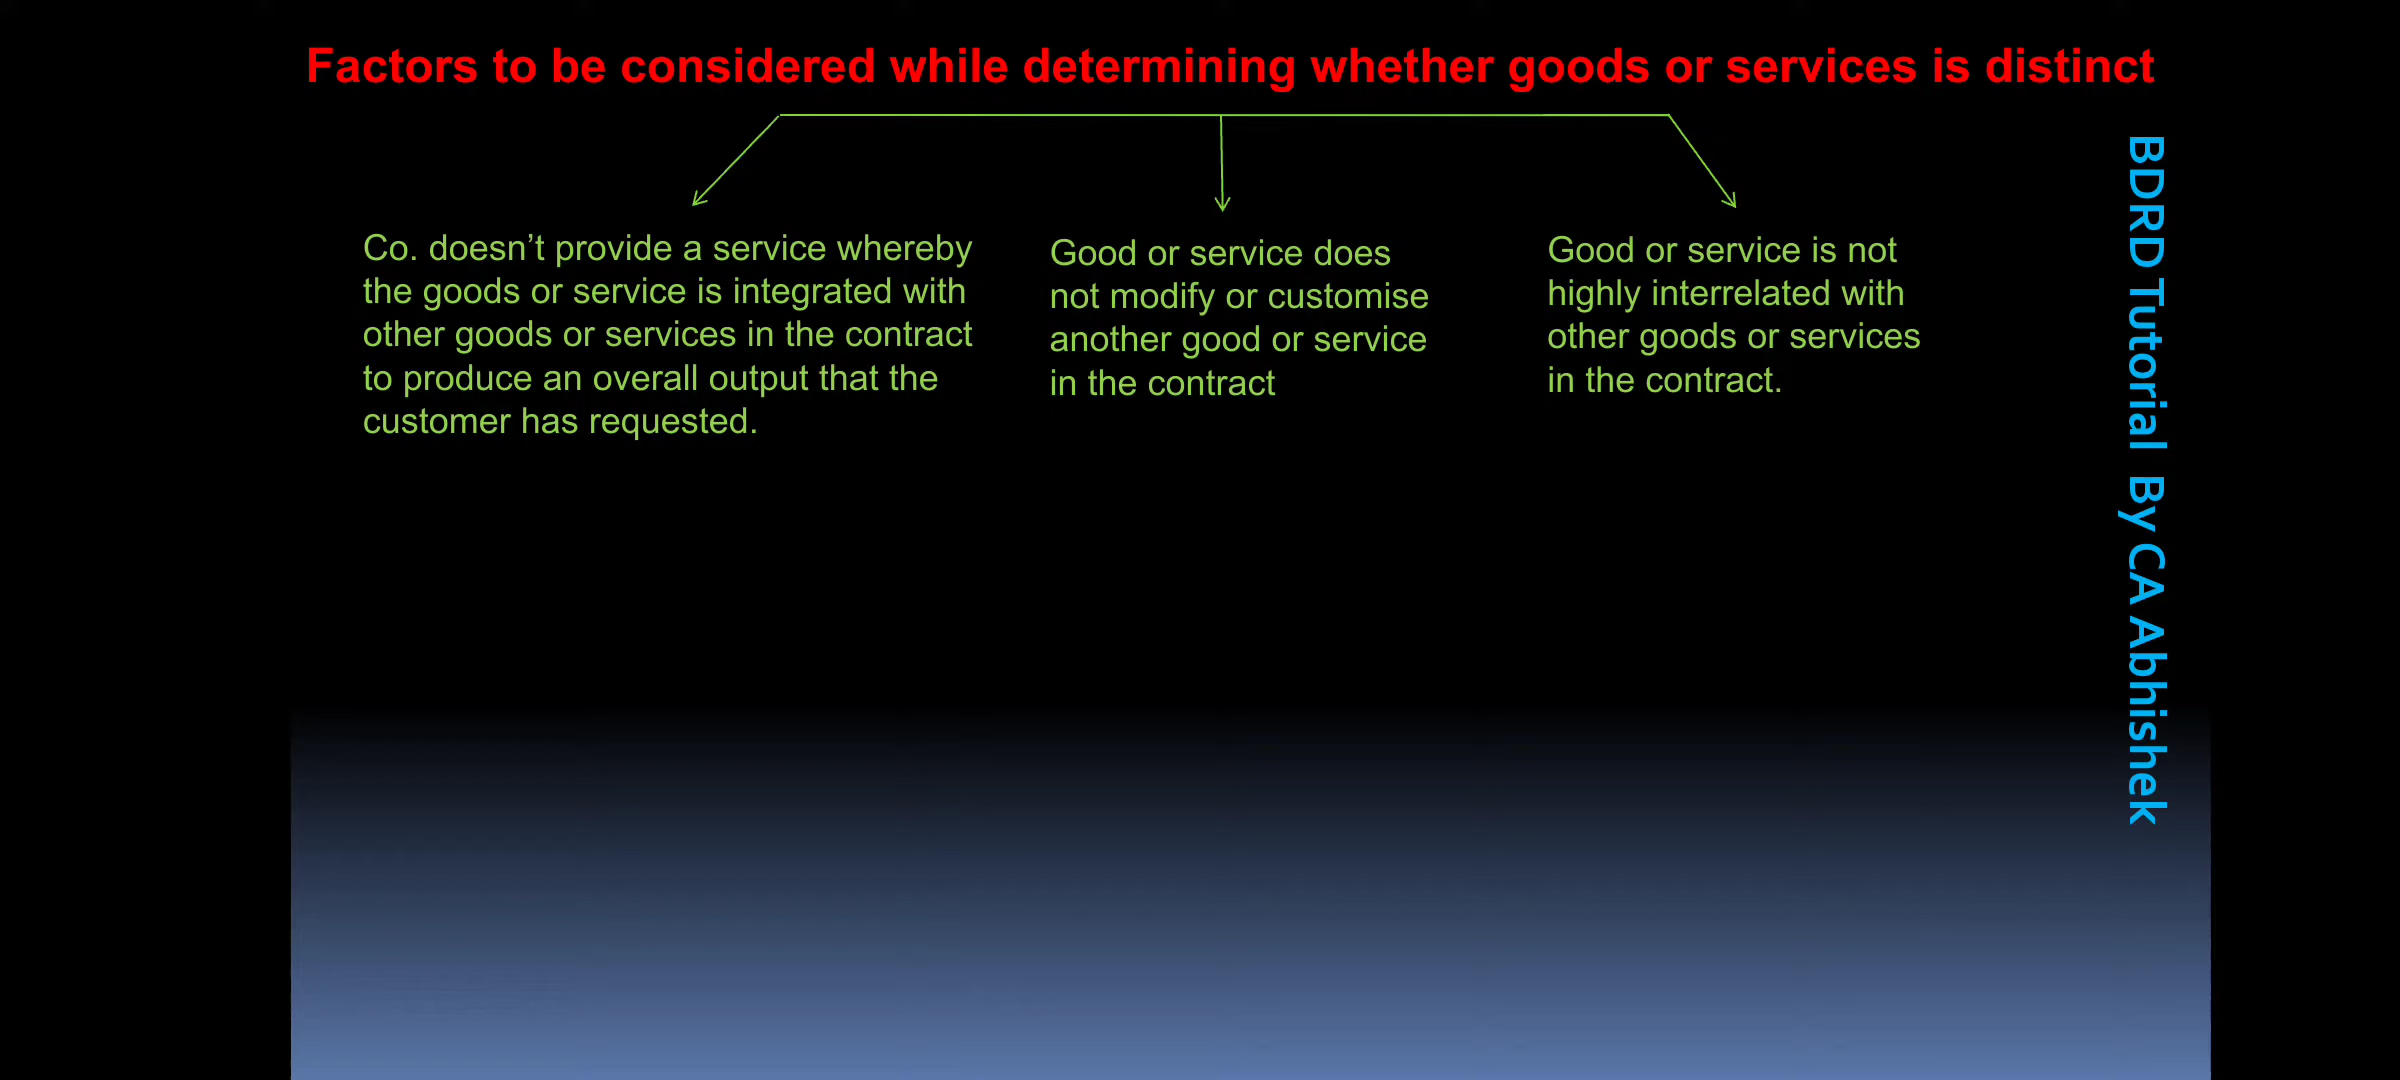 Factors to be considered while determining whether goods or services is distinct
Co. doesn’t provide a service whereby
the goods or service is integrated with
other goods or services in the contract
to produce an overall output that the
customer has requested.
Good or service does
not modify or customise
another good or service
in the contract
Good or service is not
highly interrelated with
other goods or services
in the contract.
BDRD Tutorial By CA Abhishek